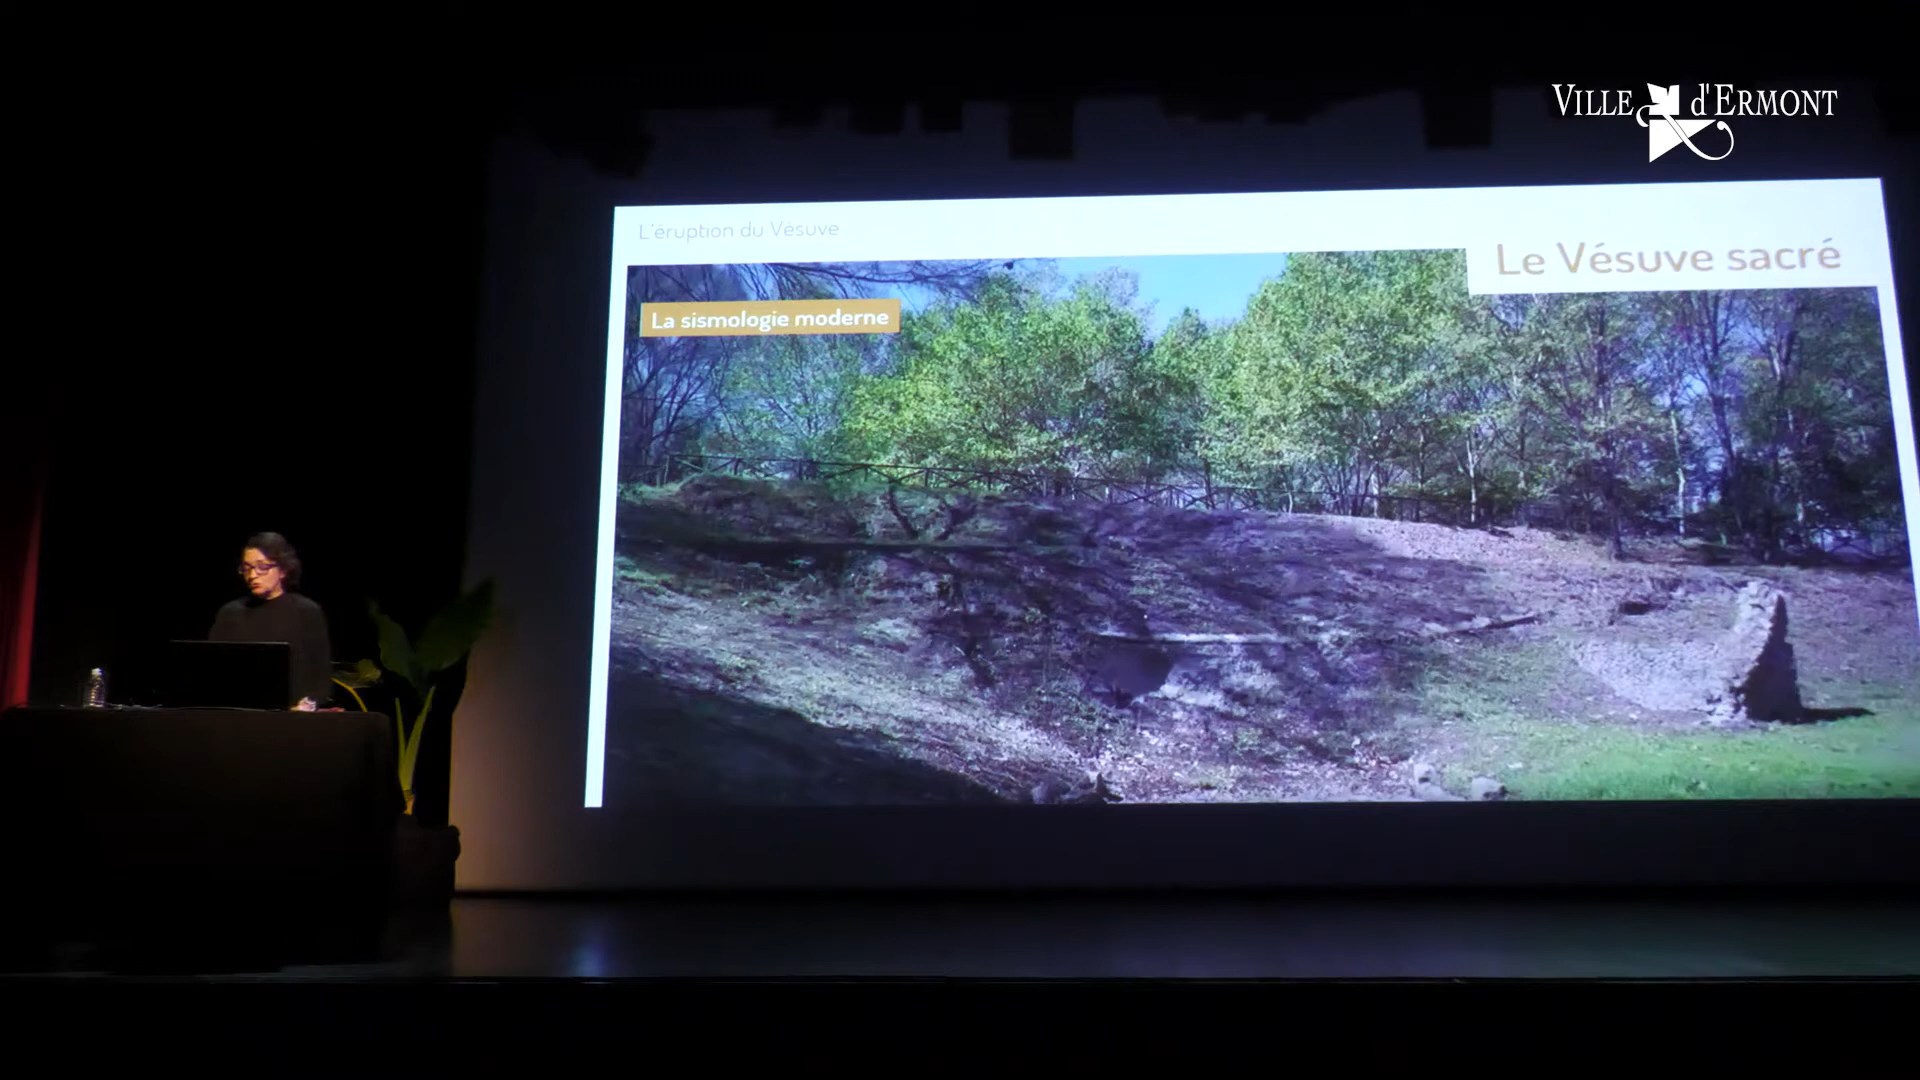 VILLE d'ERMONT
L'éruption du Vésuve
Le Vésuve sacré
La sismologie moderne